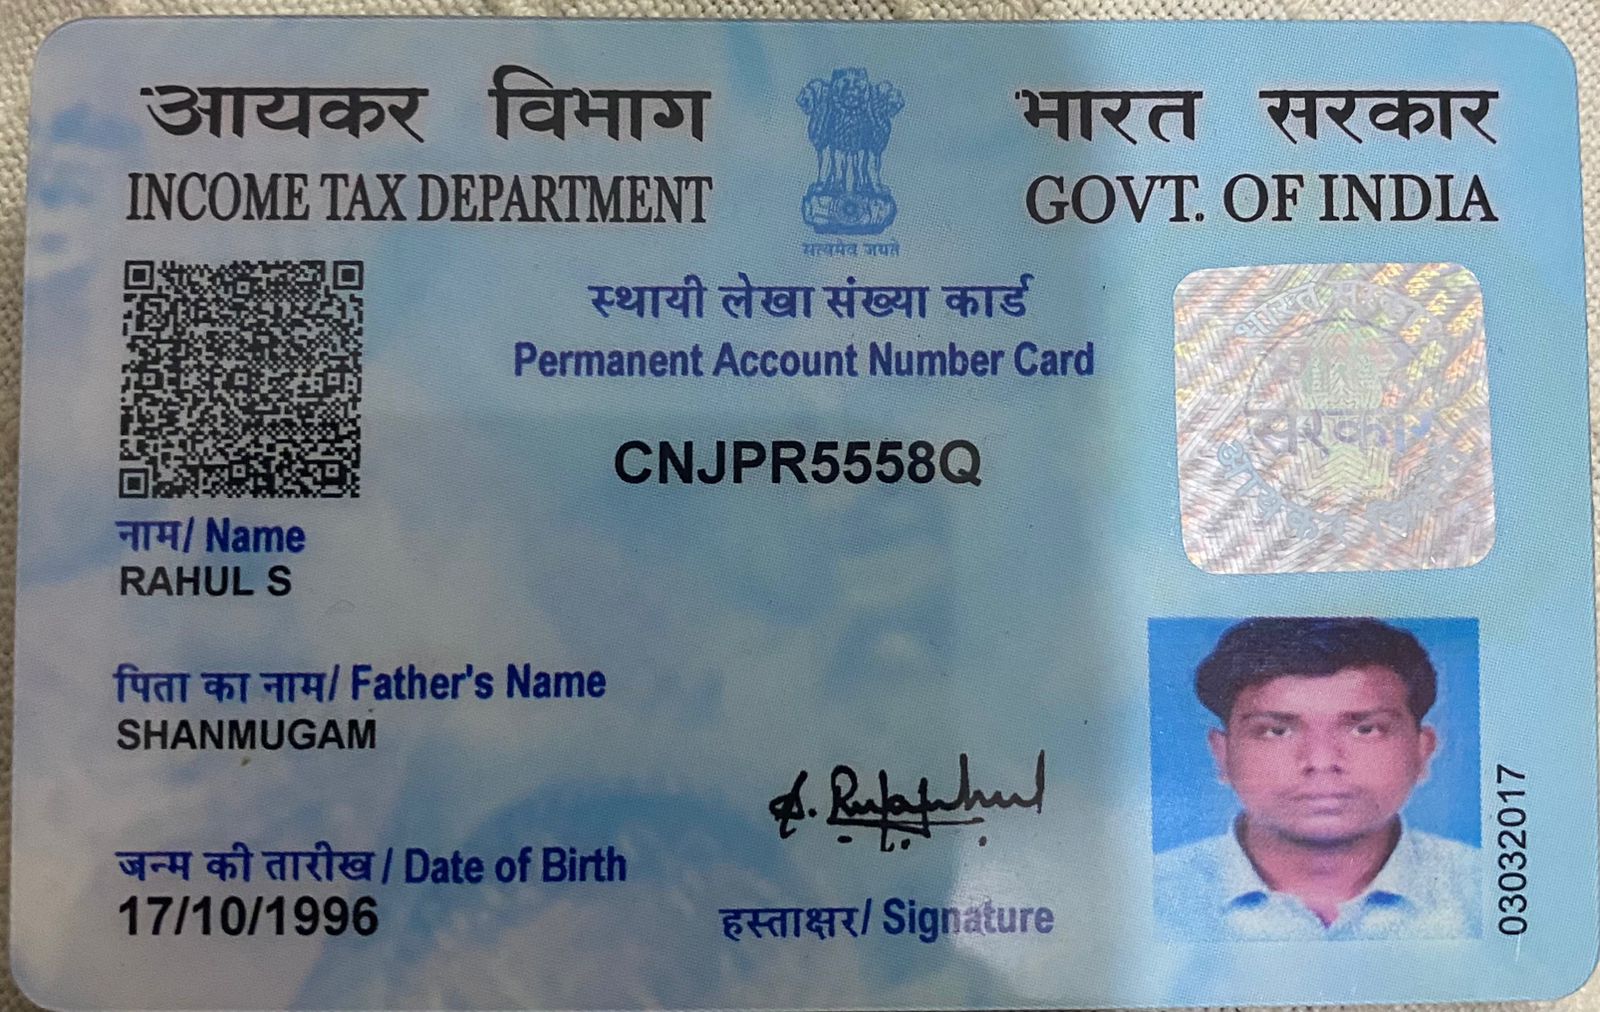 आयकर विभाग
INCOME TAX DEPARTMENT
सत्यमेव जयते
भारत सरकार
GOVT. OF INDIA
स्थायी लेखा संख्या कार्ड
Permanent Account Number Card
CNJPR5558Q
नाम/ Name
RAHUL S
पिता का नाम/ Father's Name
SHANMUGAM
जन्म की तारीख / Date of Birth
17/10/1996
हस्ताक्षर/ Signature
03032017